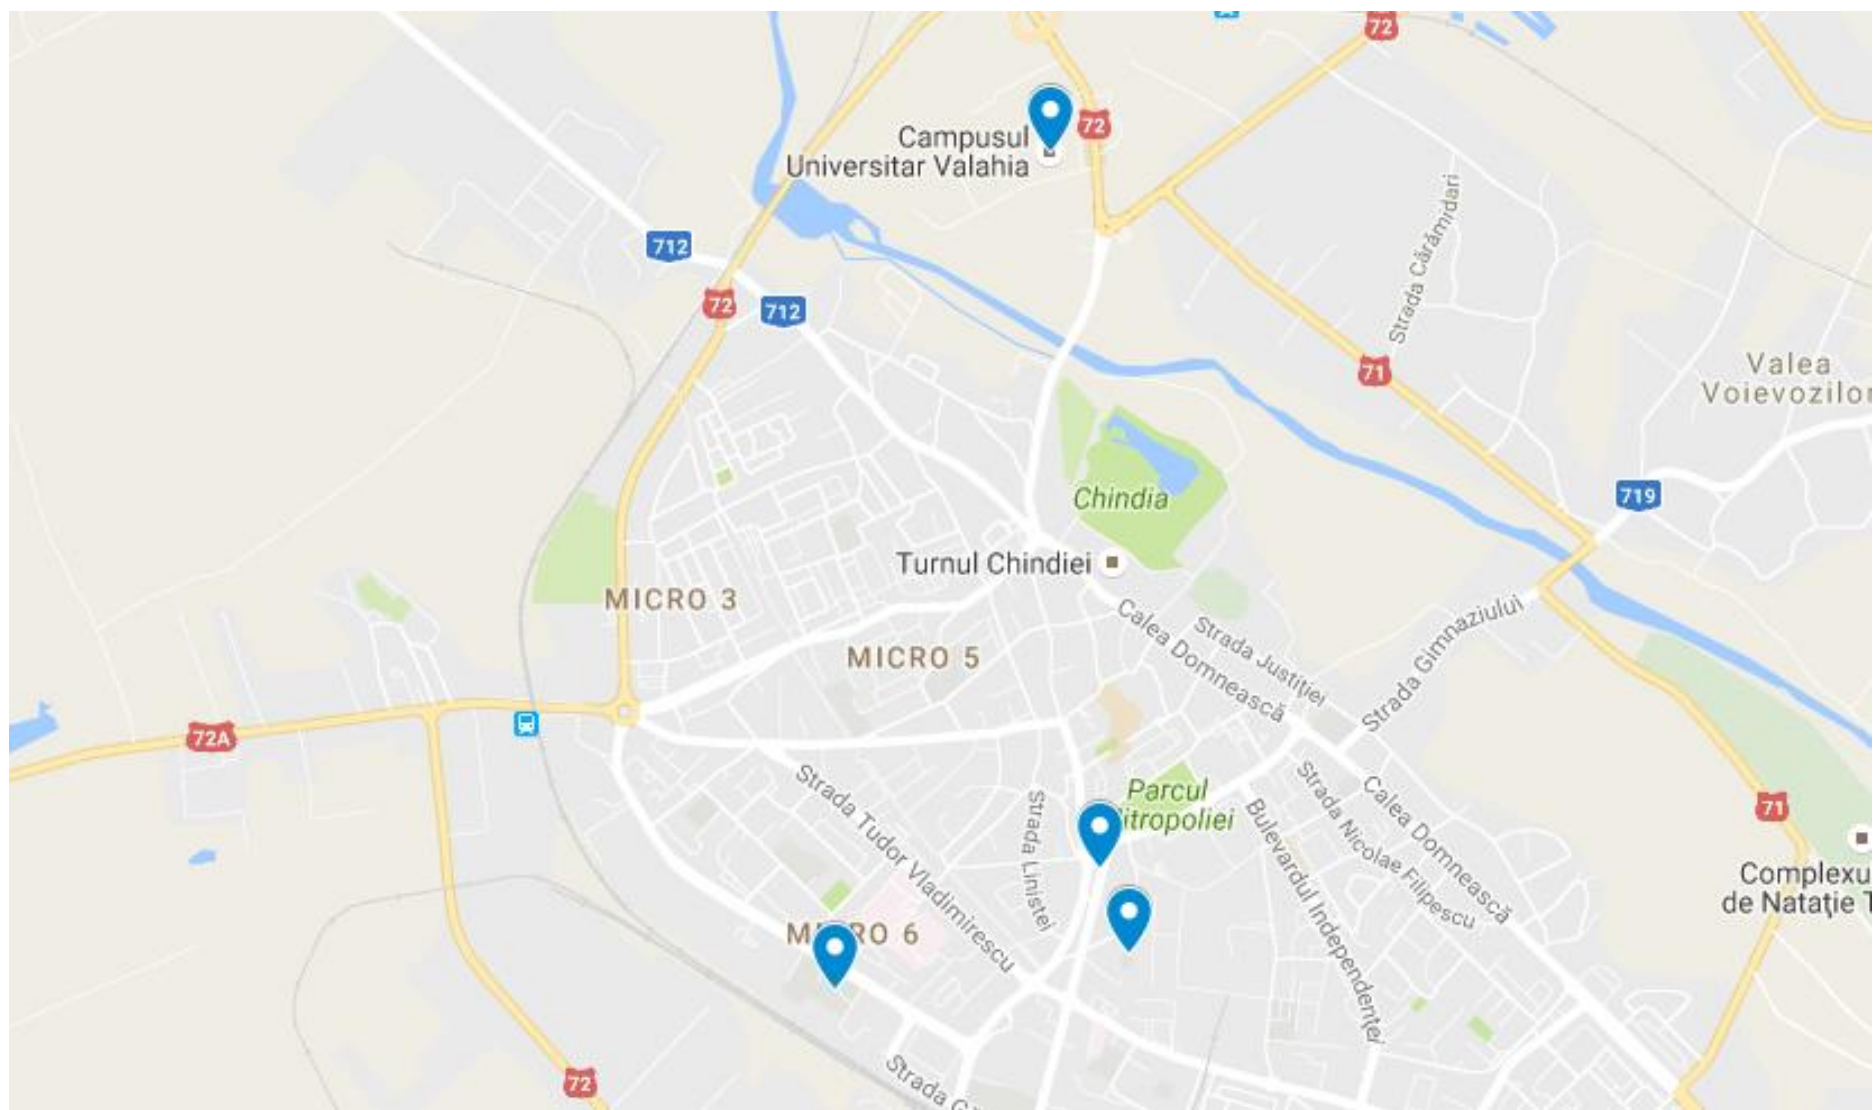 72
72
Campusul
Universitar Valahia
Strada Cărămidari
712
72
712
71
Valea
Voievozilor
719
Chindia
Turnul Chindiei
MICRO 3
MICRO 5
Calea Domnească
Strada Justiției
Strada Gimnaziului
72A
Strada Tudor Vladimirescu
Strada Liniștei
Parcul
itropoliei
Bulevardul Independenței
Strada Nicolae Filipescu
Calea Domnească
71
Complexu
de Natație T
MICRO 6
72
Strada G